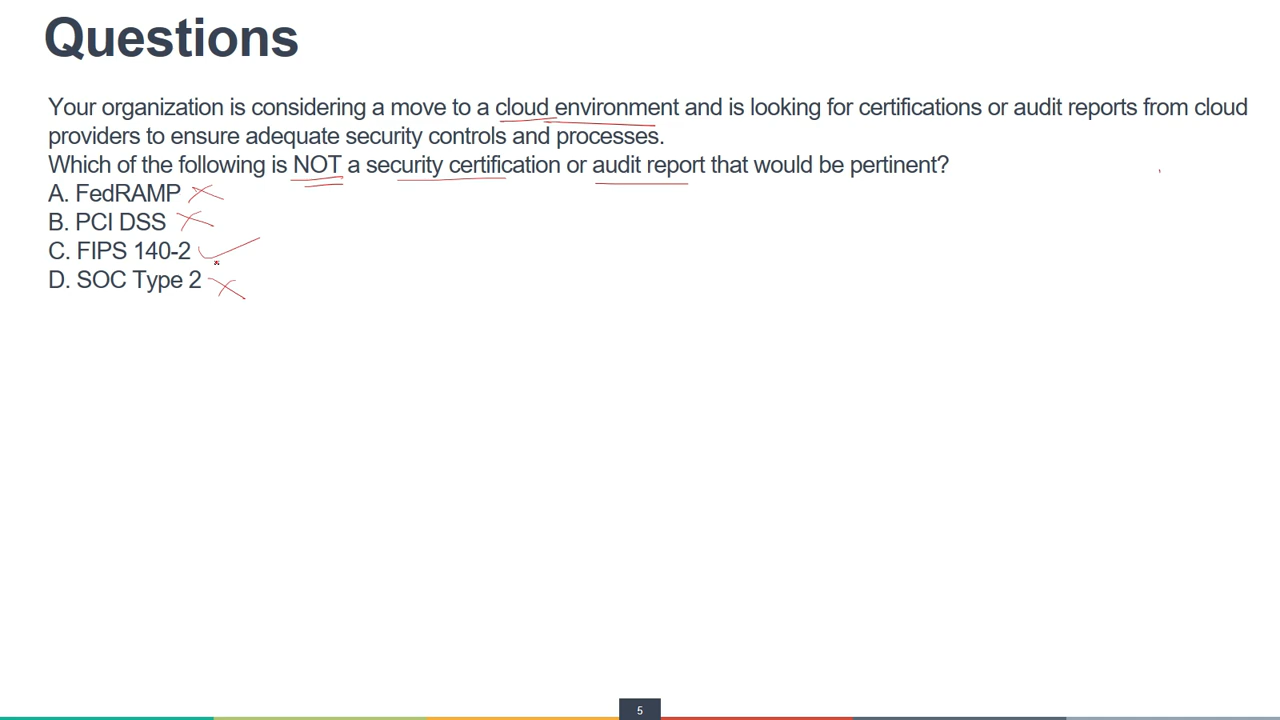 Questions
Your organization is considering a move to a cloud environment and is looking for certifications or audit reports from cloud
providers to ensure adequate security controls and processes.
Which of the following is NOT a security certification or audit report that would be pertinent?
A. FedRAMP
B. PCI DSS
C. FIPS 140-2
D. SOC Type 2
5